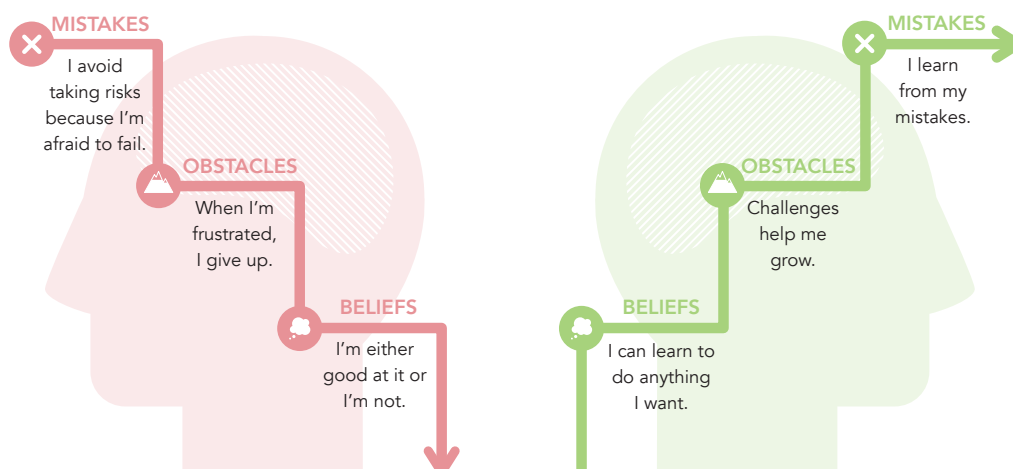 MISTAKES
I avoid
taking risks
because I'm
afraid to fail.
OBSTACLES
When I'm
frustrated,
I give up.
BELIEFS
I'm either
good at it or
I'm not.
MISTAKES
I learn
from my
mistakes.
OBSTACLES
Challenges
help me
grow.
BELIEFS
I can learn to
do anything
I want.